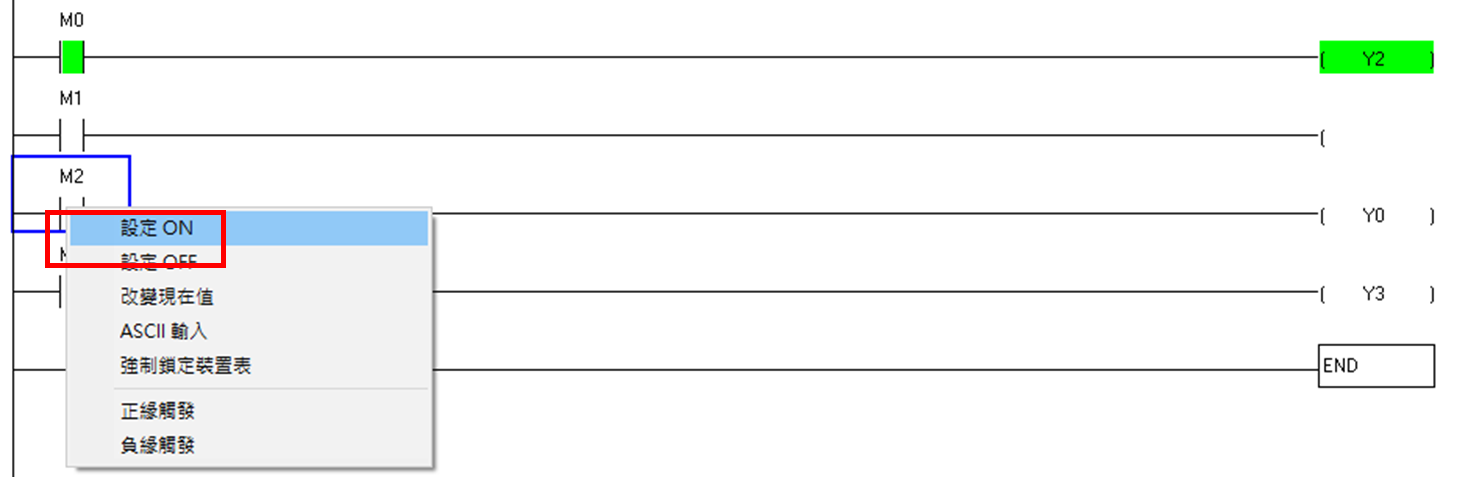 M0
( Y2 )
M1
(
M2
( Y0 )
設定 ON
設定 OFF
( Y3 )
改變現在值
ASCII 輸入
強制鎖定裝置表
END
正緣觸發
負緣觸發